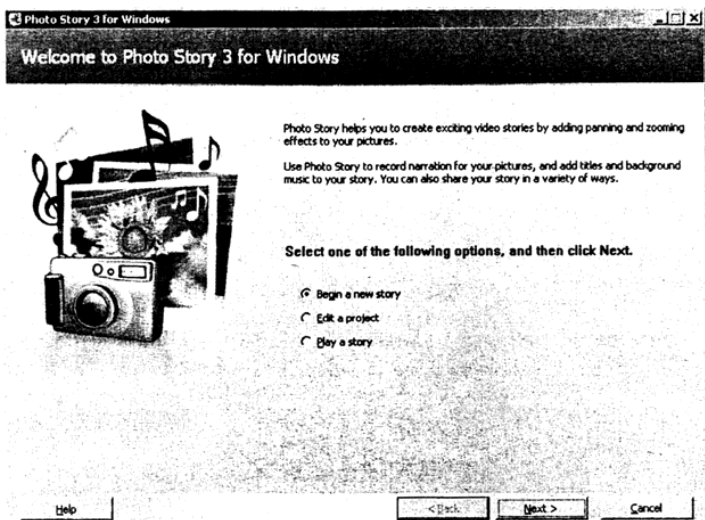 Photo Story 3 for Windows
Welcome to Photo Story 3 for Windows
Photo Story helps you to create exciting video stories by adding panning and zooming
effects to your pictures.
Use Photo Story to record narration for your pictures, and add titles and background
music to your story. You can also share your story in a variety of ways.
Select one of the following options, and then click Next.
Begin a new story
Edit a project
Play a story
Help
< Back
Next >
Cancel